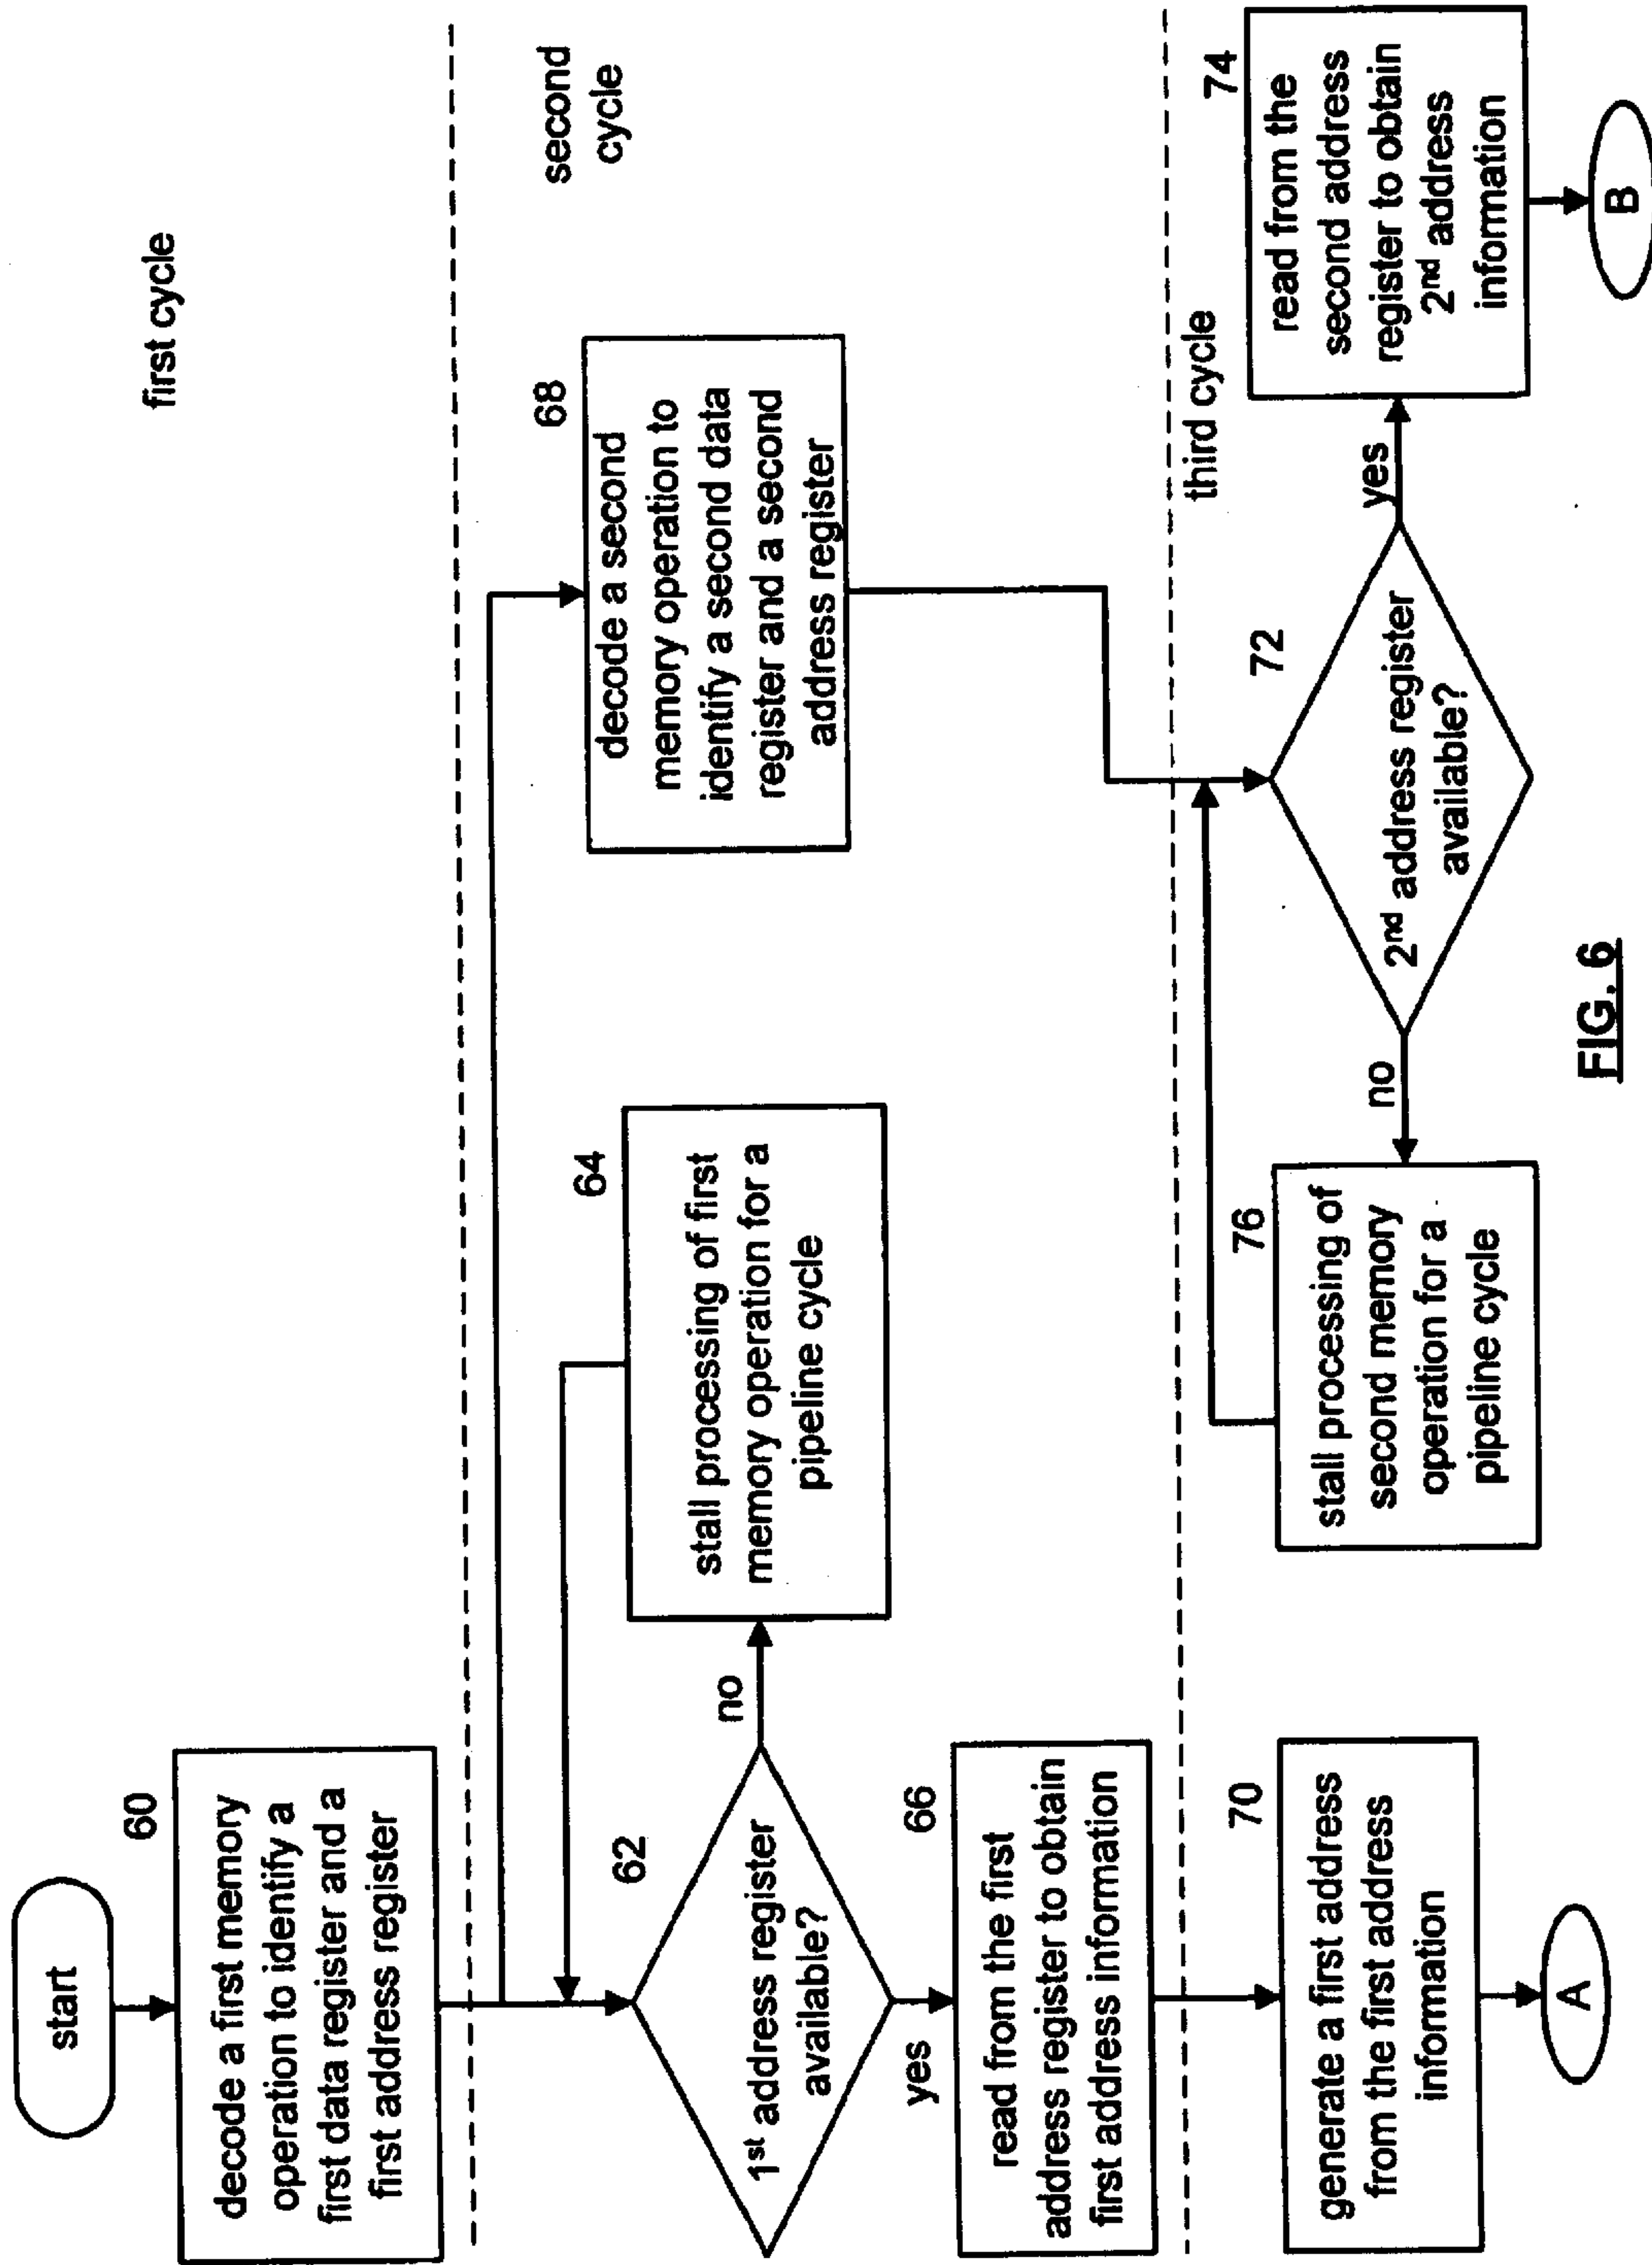 first cycle
start
60
decode a first memory
operation to identify a
first data register and a
first address register
second
cycle
62
1st address register
available?
no
yes
64
stall processing of first
memory operation for a
pipeline cycle
68
decode a second
memory operation to
identify a second data
register and a second
address register
66
read from the first
address register to obtain
first address information
third cycle
70
generate a first address
from the first address
information
A
72
2nd address register
available?
no
yes
76
stall processing of
second memory
operation for a
pipeline cycle
74
read from the
second address
register to obtain
2nd address
information
B
FIG. 6